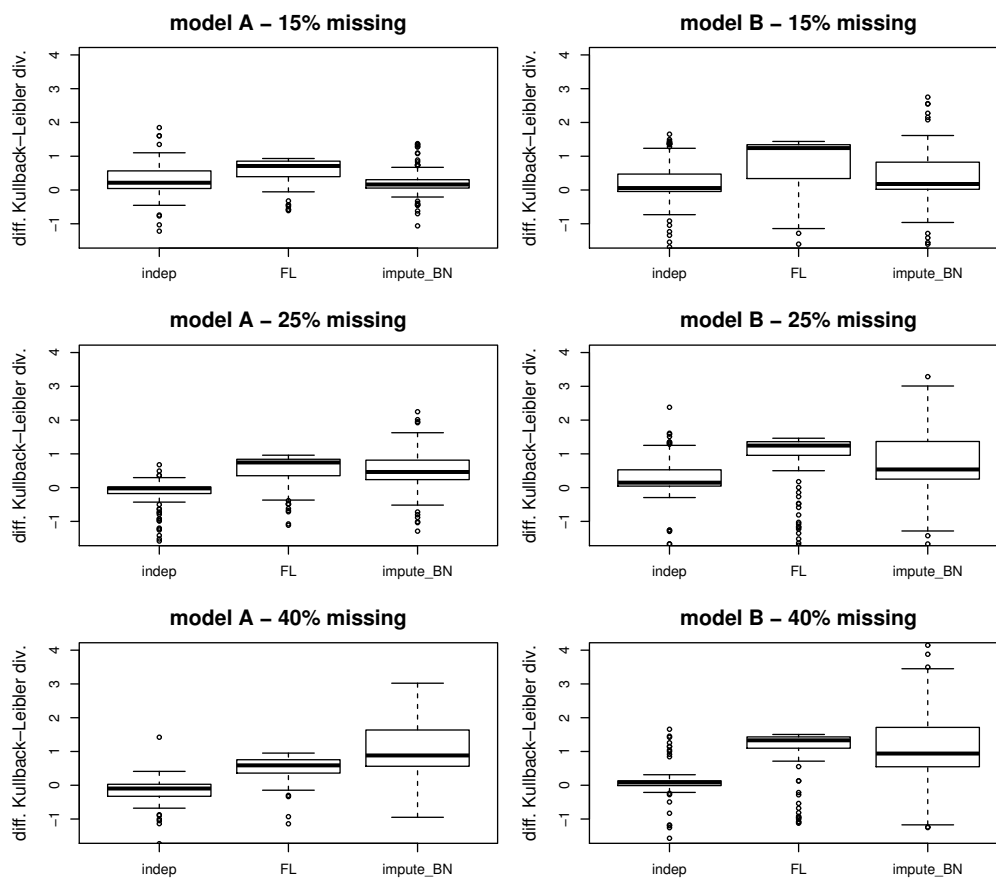 model A − 15% missing
diff. Kullback−Leibler div.
4
3
2
1
0
−1
indep FL impute_BN
model B − 15% missing
diff. Kullback−Leibler div.
4
3
2
1
0
−1
indep FL impute_BN
model A − 25% missing
diff. Kullback−Leibler div.
4
3
2
1
0
−1
indep FL impute_BN
model B − 25% missing
diff. Kullback−Leibler div.
4
3
2
1
0
−1
indep FL impute_BN
model A − 40% missing
diff. Kullback−Leibler div.
4
3
2
1
0
−1
indep FL impute_BN
model B − 40% missing
diff. Kullback−Leibler div.
4
3
2
1
0
−1
indep FL impute_BN